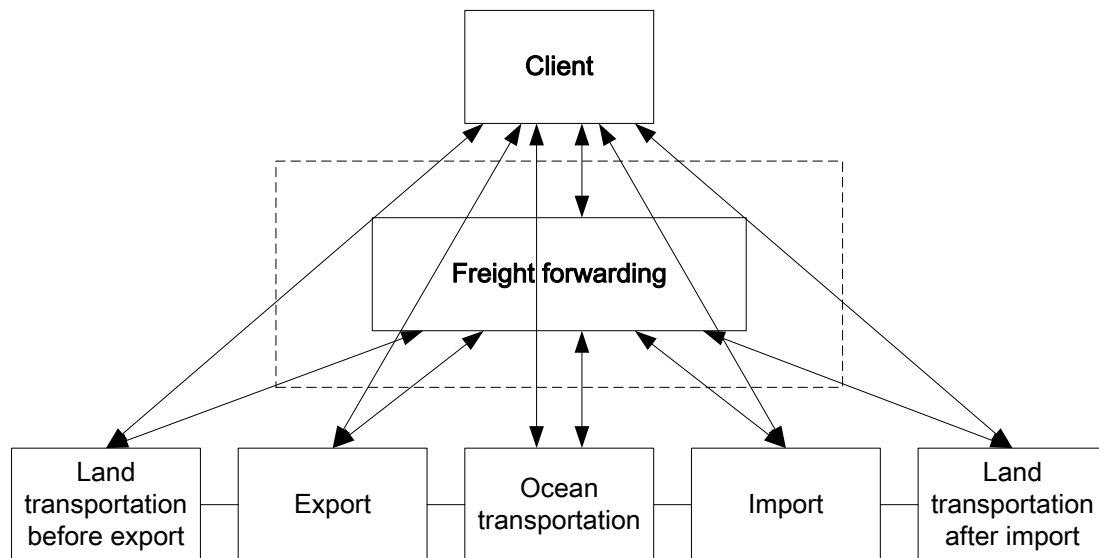 Client
Freight forwarding
Land
transportation
before export
Export
Ocean
transportation
Import
Land
transportation
after import